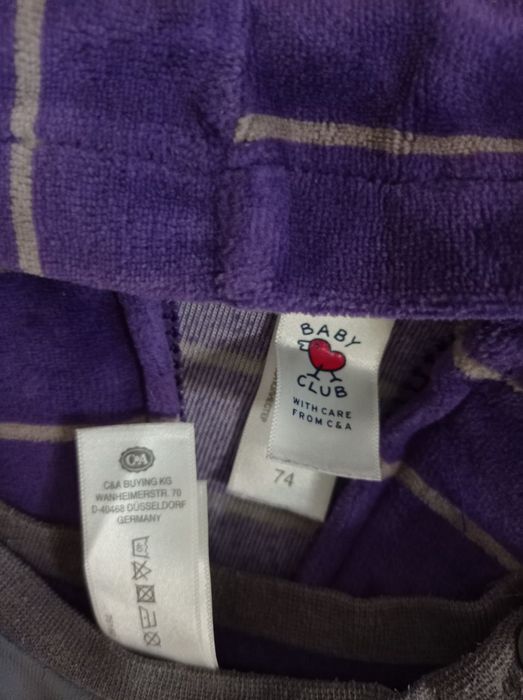 BABY
CLUB
WITH CARE
FROM C&A
74
C&A
C&A BUYING KG
WANHEIMERSTR. 70
D-40468 DÜSSELDORF
GERMANY